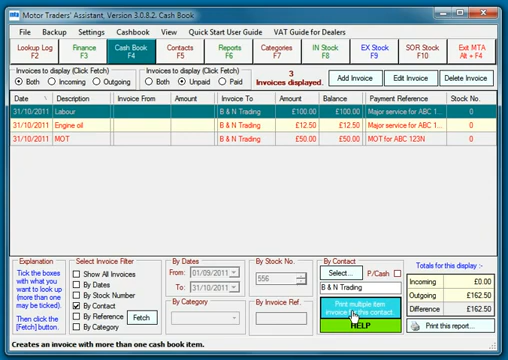 Motor Traders' Assistant, Version 3.0.8.2. Cash Book
File Backup Settings Cashbook View Quick Start User Guide VAT Guide for Dealers
Lookup Log F2
Finance F3
Cash Book F4
Contacts F5
Reports F6
Categories F7
IN Stock F8
EX Stock F9
SOR Stock F10
Exit MTA Alt + F4
Invoices to display (Click Fetch)
Both Incoming Outgoing
Invoices to display (Click Fetch)
Both Unpaid Paid
3
Invoices displayed.
Add Invoice Edit Invoice Delete Invoice
Date Description Invoice From Amount Invoice To Amount Balance Payment Reference Stock No.
31/10/2011 Labour B & N Trading £100.00 £100.00 Major service for ABC 1... 0
31/10/2011 Engine oil B & N Trading £12.50 £12.50 Major service for ABC 1... 0
31/10/2011 MOT B & N Trading £50.00 £50.00 MOT for ABC 123N 0
Explanation
Tick the boxes
with what you
want to look up
(more than one
may be ticked).
Then click the
[Fetch] button.
Select Invoice Filter
Show All Invoices
By Dates
By Stock Number
By Contact
By Reference
Fetch
By Category
By Dates
From: 01/09/2011
To: 31/10/2011
By Category
By Stock No.
556
By Invoice Ref.
By Contact
Select... P/Cash
B & N Trading
Print multiple item
invoice for this contact.
HELP
Totals for this display :-
Incoming £0.00
Outgoing £162.50
Difference £162.50
Print this report...
Creates an invoice with more than one cash book item.